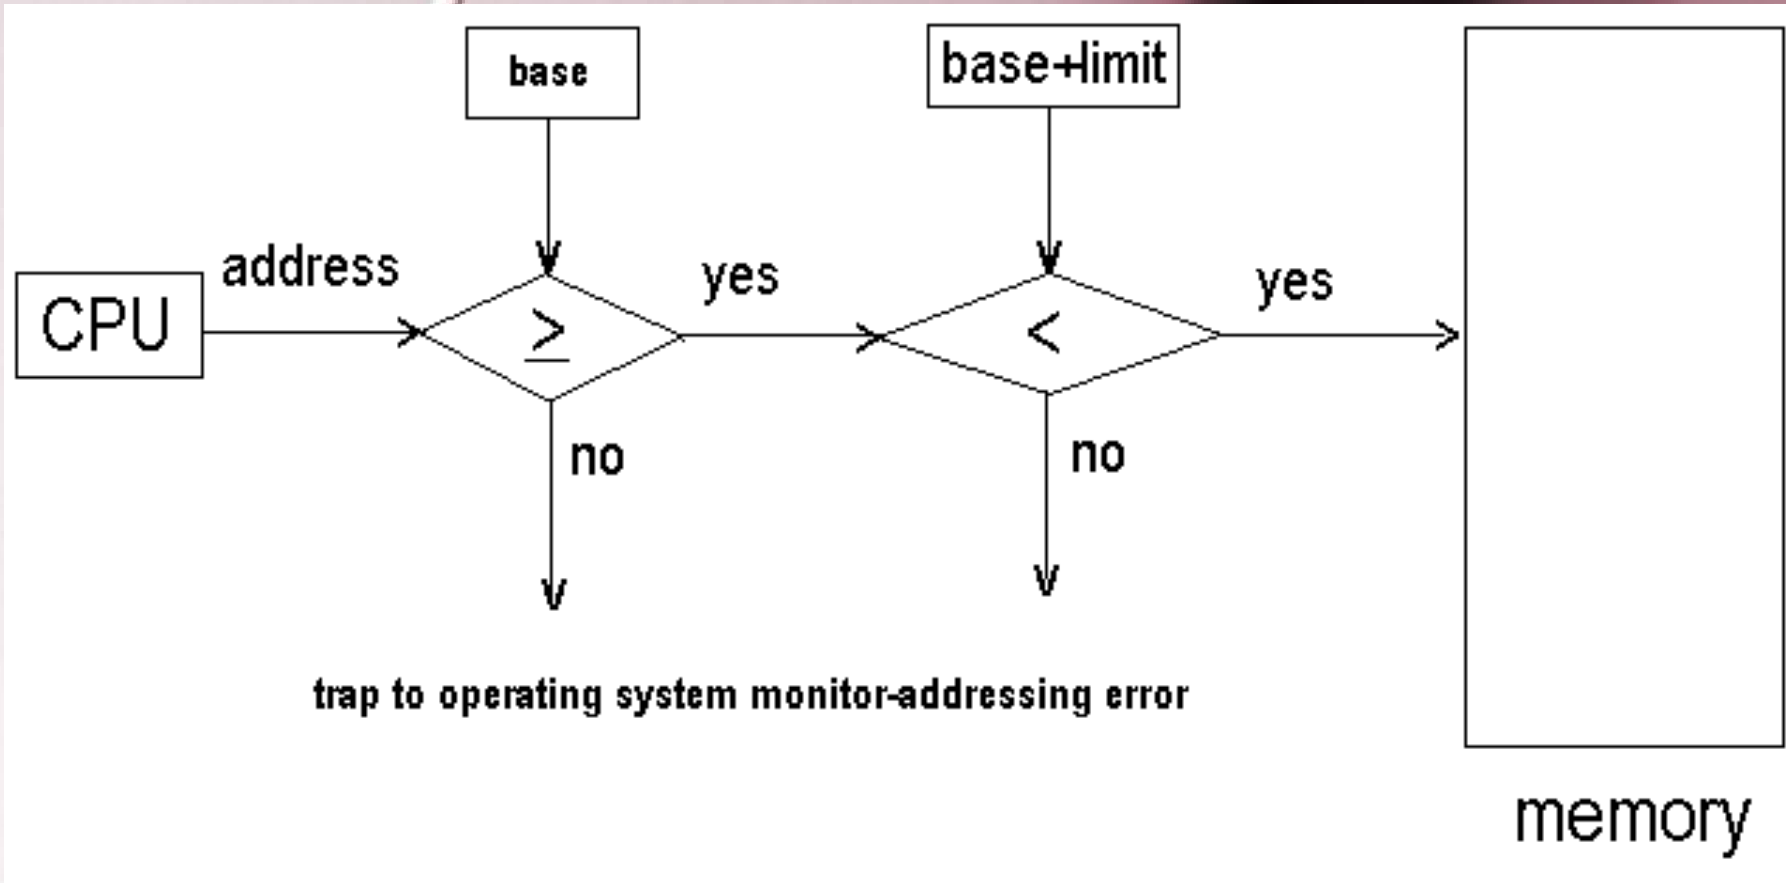 base
base+limit
address
yes
yes
CPU
≥
<
no
no
trap to operating system monitor-addressing error
memory